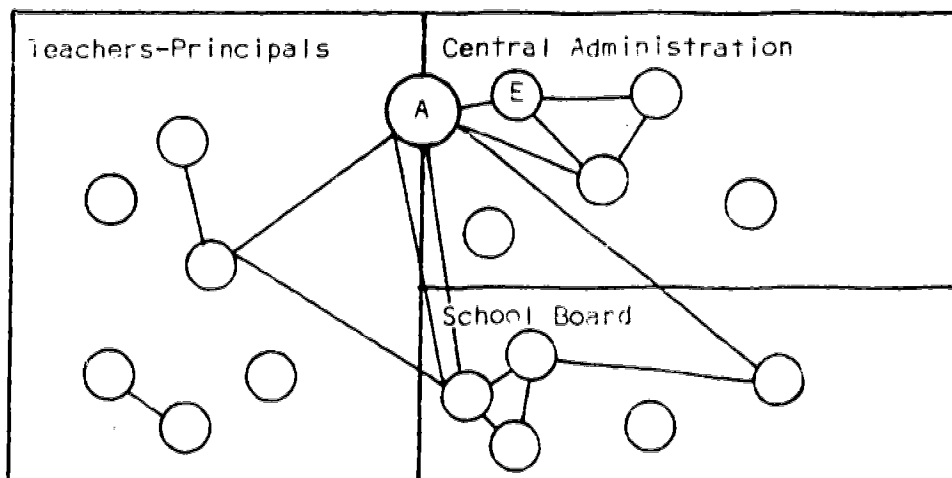 Teachers-Principals
Central Administration
A
E
School Board